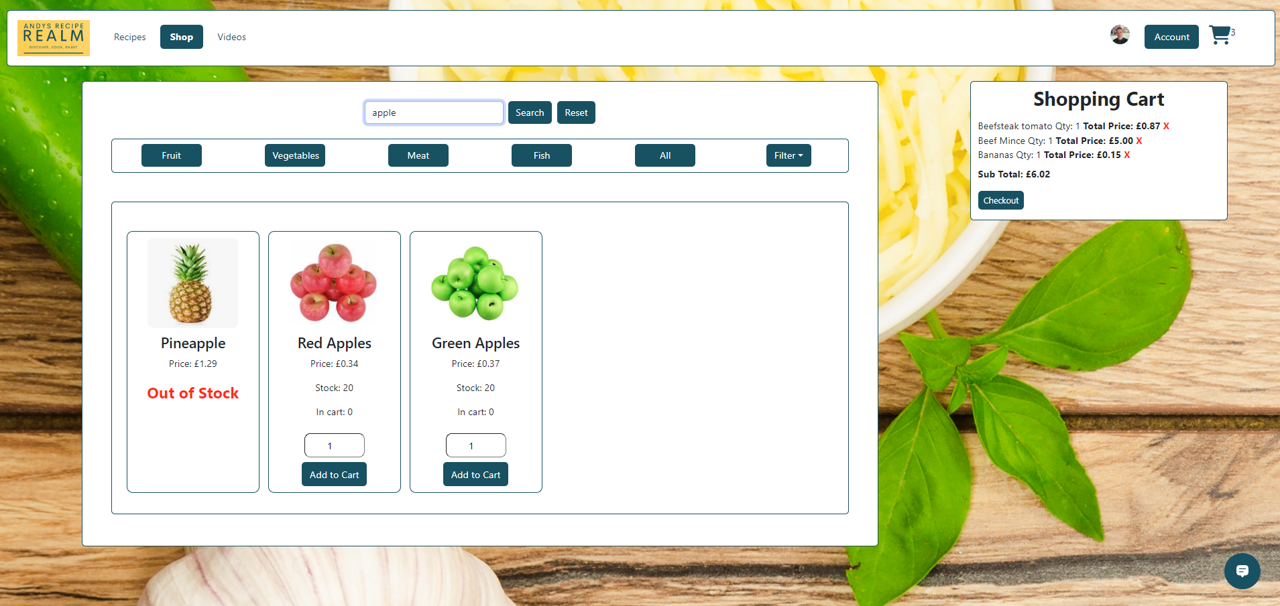 ANDYS RECIPE
REALM
DISCOVER, COOK, ENJOY
Recipes
Shop
Videos
Account
3
apple
Search
Reset
Fruit
Vegetables
Meat
Fish
All
Filter
Pineapple
Price: £1.29
Out of Stock
Red Apples
Price: £0.34
Stock: 20
In cart: 0
1
Add to Cart
Green Apples
Price: £0.37
Stock: 20
In cart: 0
1
Add to Cart
Shopping Cart
Beefsteak tomato Qty: 1 Total Price: £0.87 X
Beef Mince Qty: 1 Total Price: £5.00 X
Bananas Qty: 1 Total Price: £0.15 X
Sub Total: £6.02
Checkout